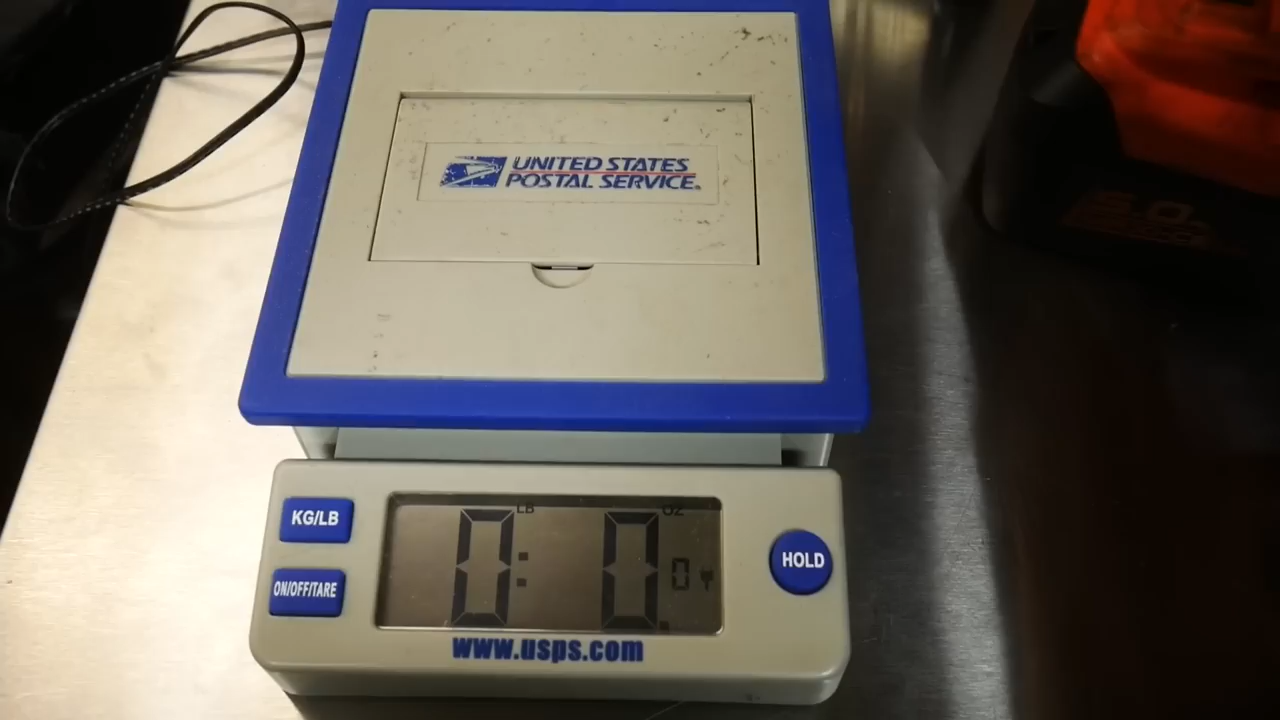 UNITED STATES
POSTAL SERVICE®
KG/LB
ON/OFF/TARE
LB
OZ
0:0.0
HOLD
www.usps.com